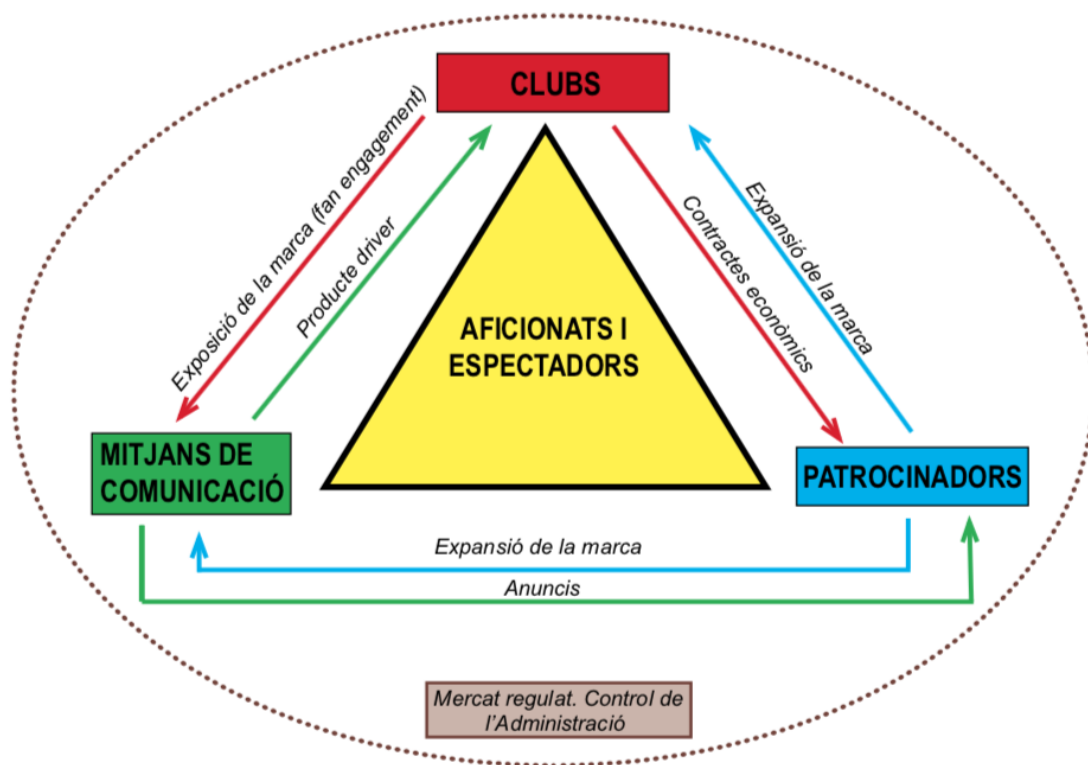 CLUBS
Exposició de la marca (fan engagement)
Producte driver
Contractes econòmics
Expansió de la marca
AFICIONATS I
ESPECTADORS
MITJANS DE
COMUNICACIÓ
PATROCINADORS
Expansió de la marca
Anuncis
Mercat regulat. Control de
l'Administració